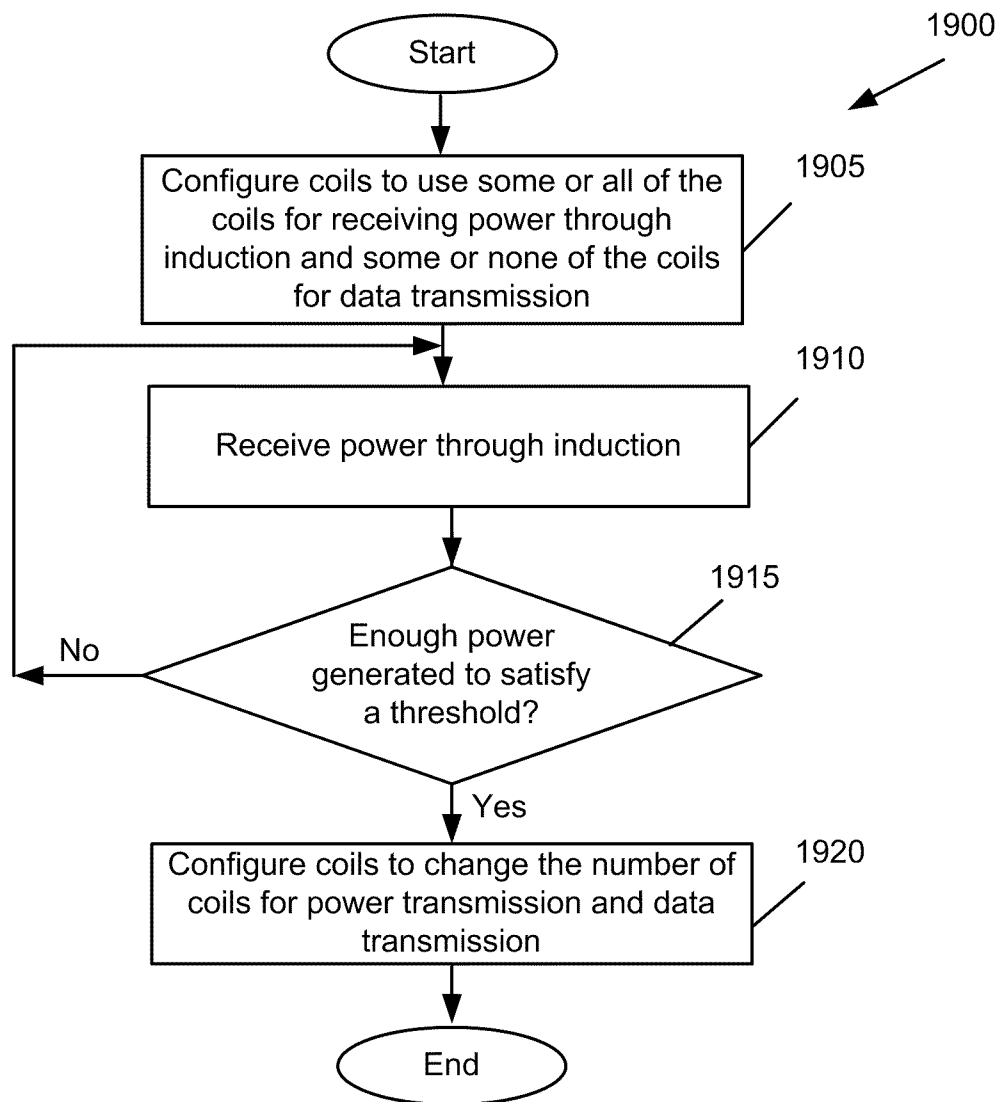 1900
Start
1905
Configure coils to use some or all of the
coils for receiving power through
induction and some or none of the coils
for data transmission
1910
Receive power through induction
1915
Enough power
generated to satisfy
a threshold?
No
Yes
1920
Configure coils to change the number of
coils for power transmission and data
transmission
End